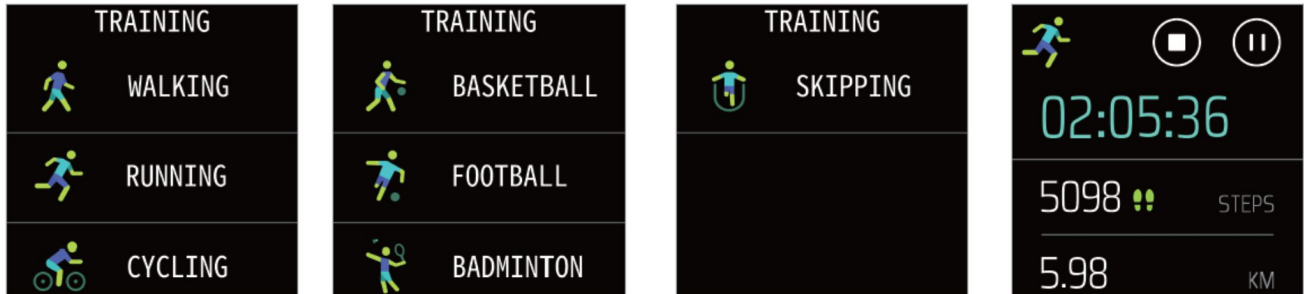 TRAINING
WALKING
RUNNING
CYCLING
TRAINING
BASKETBALL
FOOTBALL
BADMINTON
TRAINING
SKIPPING
02:05:36
5098 STEPS
5.98 KM